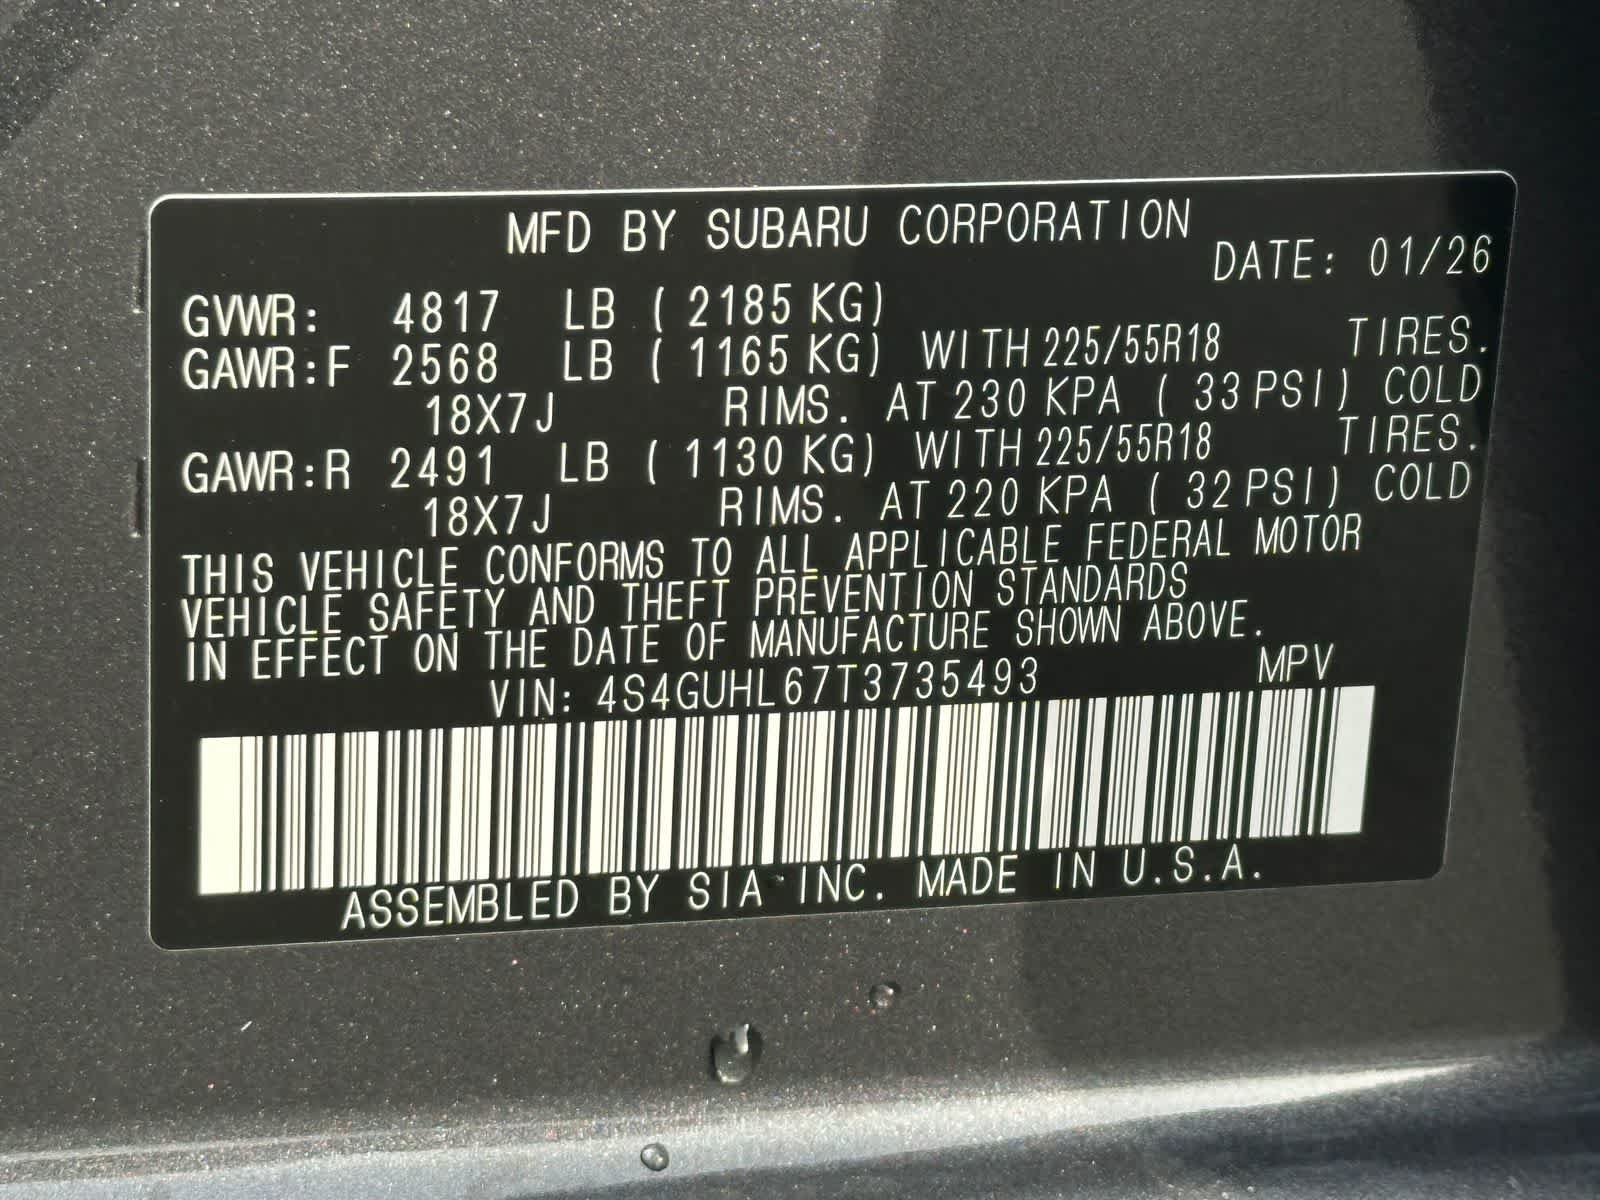 MFD BY SUBARU CORPORATION
DATE: 01/26
GVWR: 4817 LB ( 2185 KG)
GAWR:F 2568 LB ( 1165 KG) WITH 225/55R18 TIRES.
18X7J RIMS. AT 230 KPA ( 33 PSI) COLD
GAWR:R 2491 LB ( 1130 KG) WITH 225/55R18 TIRES.
18X7J RIMS. AT 220 KPA ( 32 PSI) COLD
THIS VEHICLE CONFORMS TO ALL APPLICABLE FEDERAL MOTOR
VEHICLE SAFETY AND THEFT PREVENTION STANDARDS
IN EFFECT ON THE DATE OF MANUFACTURE SHOWN ABOVE.
VIN: 4S4GUHL67T3735493 MPV
ASSEMBLED BY SIA INC. MADE IN U.S.A.